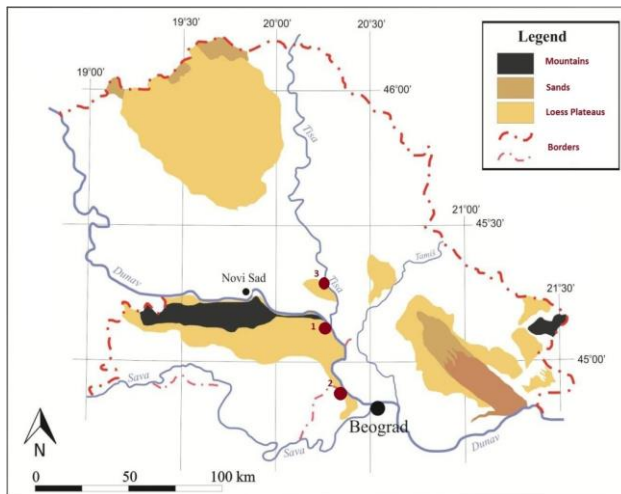 19°30' 20°00' 20°30'
Legend
Mountains
Sands
Loess Plateaus
Borders
19°00'
46°00'
Tisa
21°00'
45°30'
Tamiš
Dunav
Novi Sad
3
Tisa
21°30'
1
45°00'
Sava
2
Beograd
Dunav
Sava
N
0 50 100 km